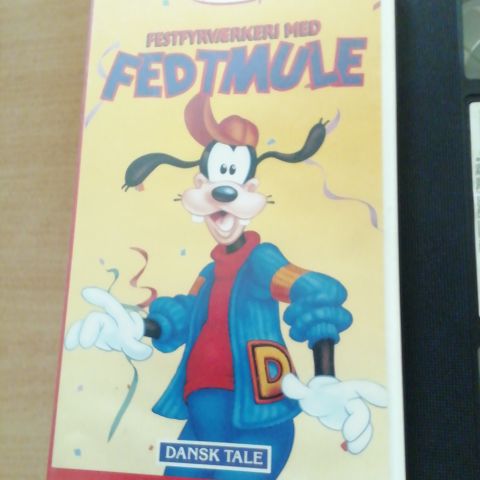 FESTFYRVÆRKERI MED
FEDTMULE
D
DANSK TALE